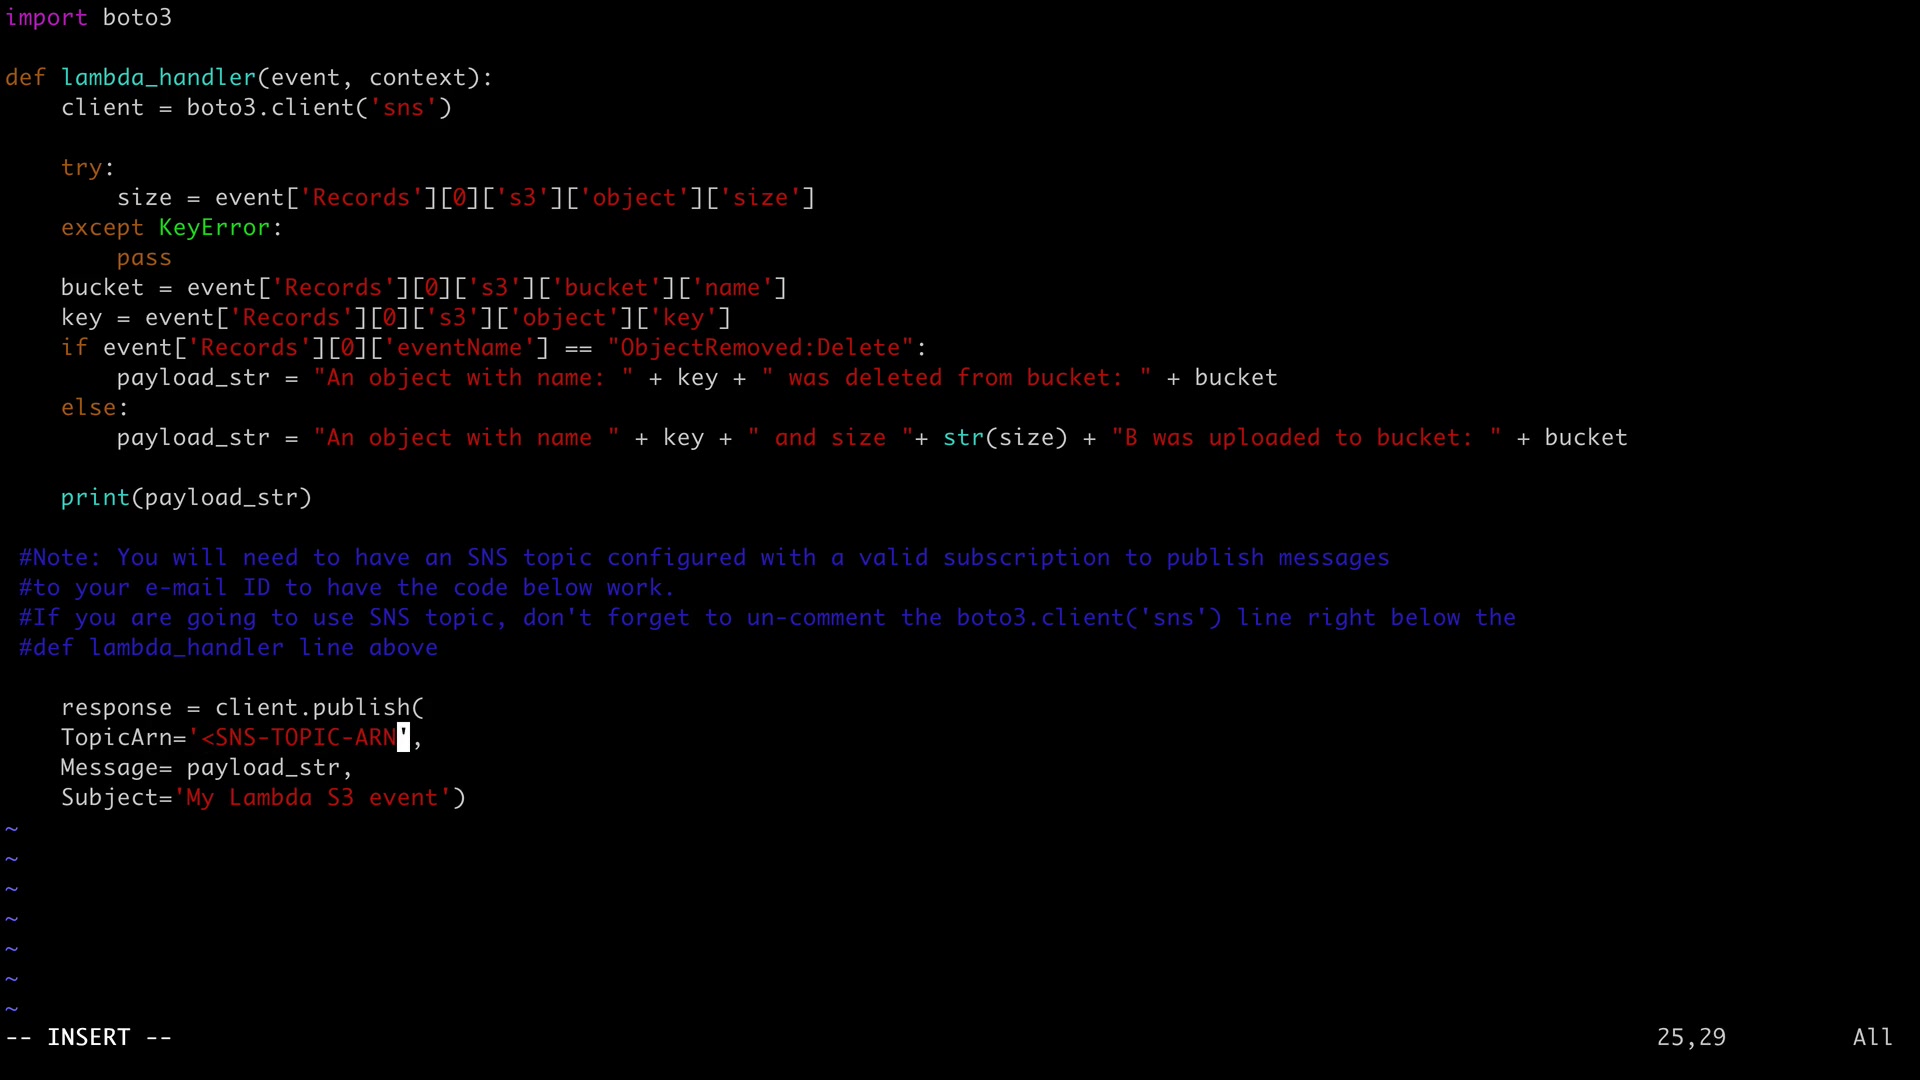 import boto3
def lambda_handler(event, context):
    client = boto3.client('sns')
    try:
        size = event['Records'][0]['s3']['object']['size']
    except KeyError:
        pass
    bucket = event['Records'][0]['s3']['bucket']['name']
    key = event['Records'][0]['s3']['object']['key']
    if event['Records'][0]['eventName'] == "ObjectRemoved:Delete":
        payload_str = "An object with name: " + key + " was deleted from bucket: " + bucket
    else:
        payload_str = "An object with name " + key + " and size "+ str(size) + "B was uploaded to bucket: " + bucket
    print(payload_str)
 #Note: You will need to have an SNS topic configured with a valid subscription to publish messages
 #to your e-mail ID to have the code below work.
 #If you are going to use SNS topic, don't forget to un-comment the boto3.client('sns') line right below the
 #def lambda_handler line above
    response = client.publish(
    TopicArn='<SNS-TOPIC-ARN',
    Message= payload_str,
    Subject='My Lambda S3 event')
~
~
~
~
~
~
~
-- INSERT -- 25,29 All